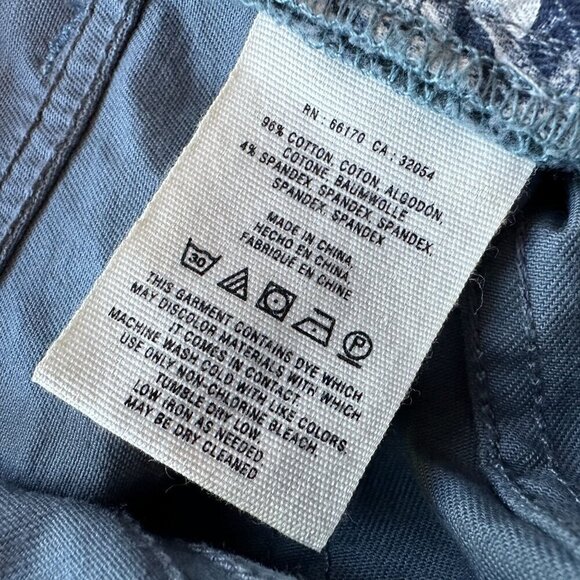 RN : 66170 CA : 32054
96% COTTON, COTON, ALGODON,
COTONE, BAUMWOLLE
4% SPANDEX, SPANDEX, SPANDEX,
SPANDEX, SPANDEX
MADE IN CHINA,
HECHO EN CHINA,
FABRIQUE EN CHINE
30 P
THIS GARMENT CONTAINS DYE WHICH
MAY DISCOLOR MATERIALS WITH WHICH
IT COMES IN CONTACT.
MACHINE WASH COLD WITH LIKE COLORS.
USE ONLY NON-CHLORINE BLEACH.
TUMBLE DRY LOW.
LOW IRON AS NEEDED
MAY BE DRY CLEANED